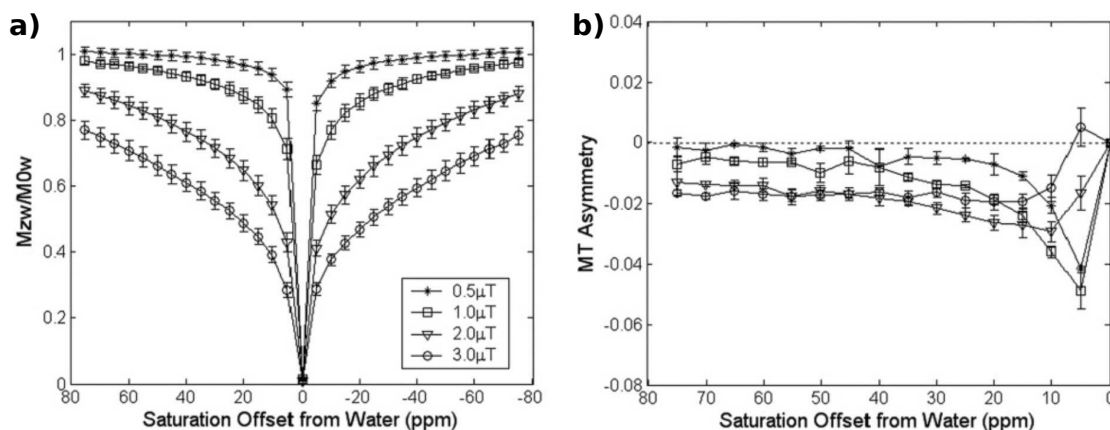 a)
Mzw/M0w
1
0.8
0.6
0.4
0.2
0
80 60 40 20 0 -20 -40 -60 -80
Saturation Offset from Water (ppm)
0.5μT
1.0μT
2.0μT
3.0μT
b)
MT Asymmetry
0.04
0.02
0
-0.02
-0.04
-0.06
-0.08
80 70 60 50 40 30 20 10 0
Saturation Offset from Water (ppm)